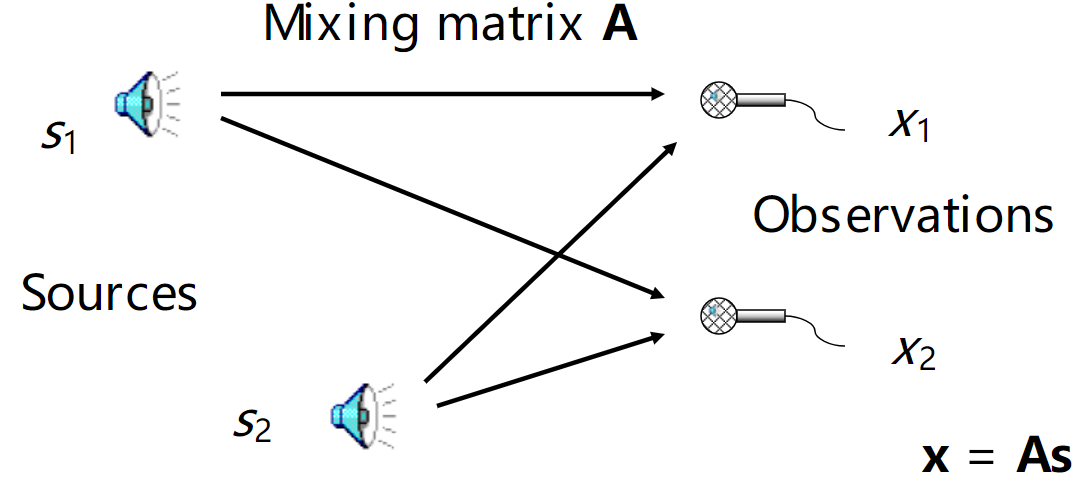 Mixing matrix A
s1
x1
Observations
Sources
x2
s2
x = As